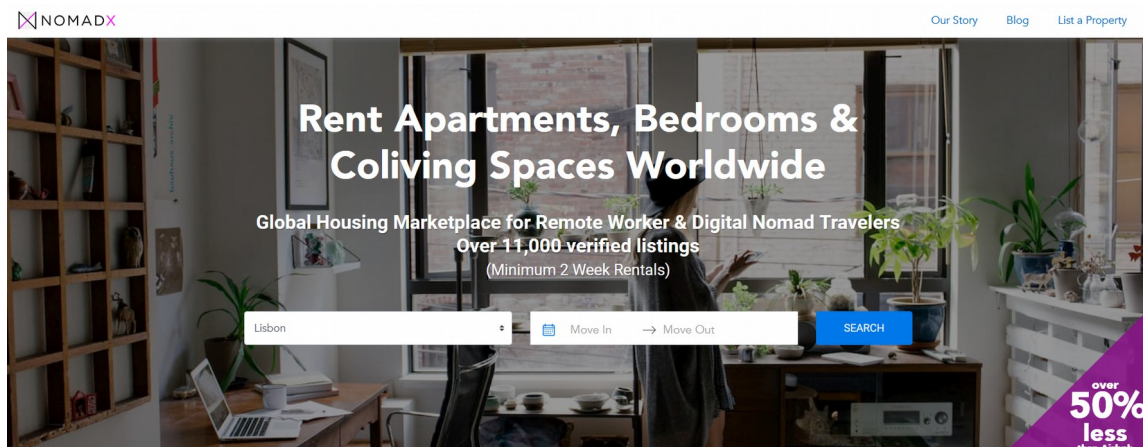 NOMADX
Our Story Blog List a Property
Rent Apartments, Bedrooms &
Coliving Spaces Worldwide
Global Housing Marketplace for Remote Worker & Digital Nomad Travelers
Over 11,000 verified listings
(Minimum 2 Week Rentals)
Lisbon
Move In → Move Out
SEARCH
over
50%
less